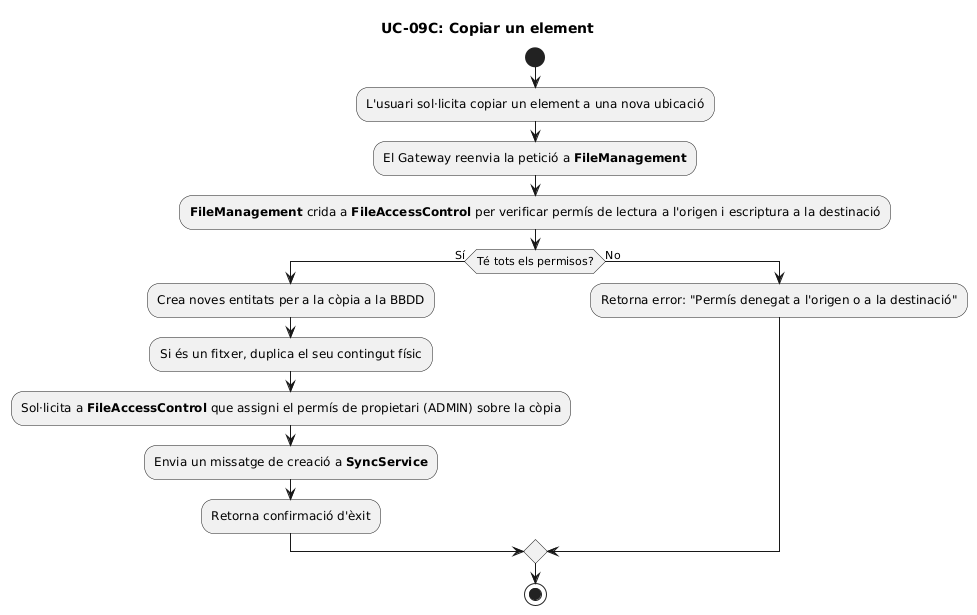 UC-09C: Copiar un element
L'usuari sol·licita copiar un element a una nova ubicació
El Gateway reenvia la petició a FileManagement
FileManagement crida a FileAccessControl per verificar permís de lectura a l'origen i escriptura a la destinació
Té tots els permisos?
Sí
No
Crea noves entitats per a la còpia a la BBDD
Si és un fitxer, duplica el seu contingut físic
Sol·licita a FileAccessControl que assigni el permís de propietari (ADMIN) sobre la còpia
Envia un missatge de creació a SyncService
Retorna confirmació d'èxit
Retorna error: "Permís denegat a l'origen o a la destinació"